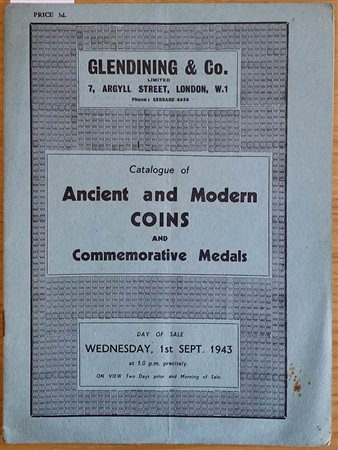 PRICE 3d.
GLENDINING & Co.
LIMITED
7, ARGYLL STREET, LONDON, W.1
Phone: GERRARD 4424
Catalogue of
Ancient and Modern
COINS
AND
Commemorative Medals
DAY OF SALE
WEDNESDAY, 1st SEPT. 1943
at 1.0 p.m. precisely.
ON VIEW Two Days prior and Morning of Sale.